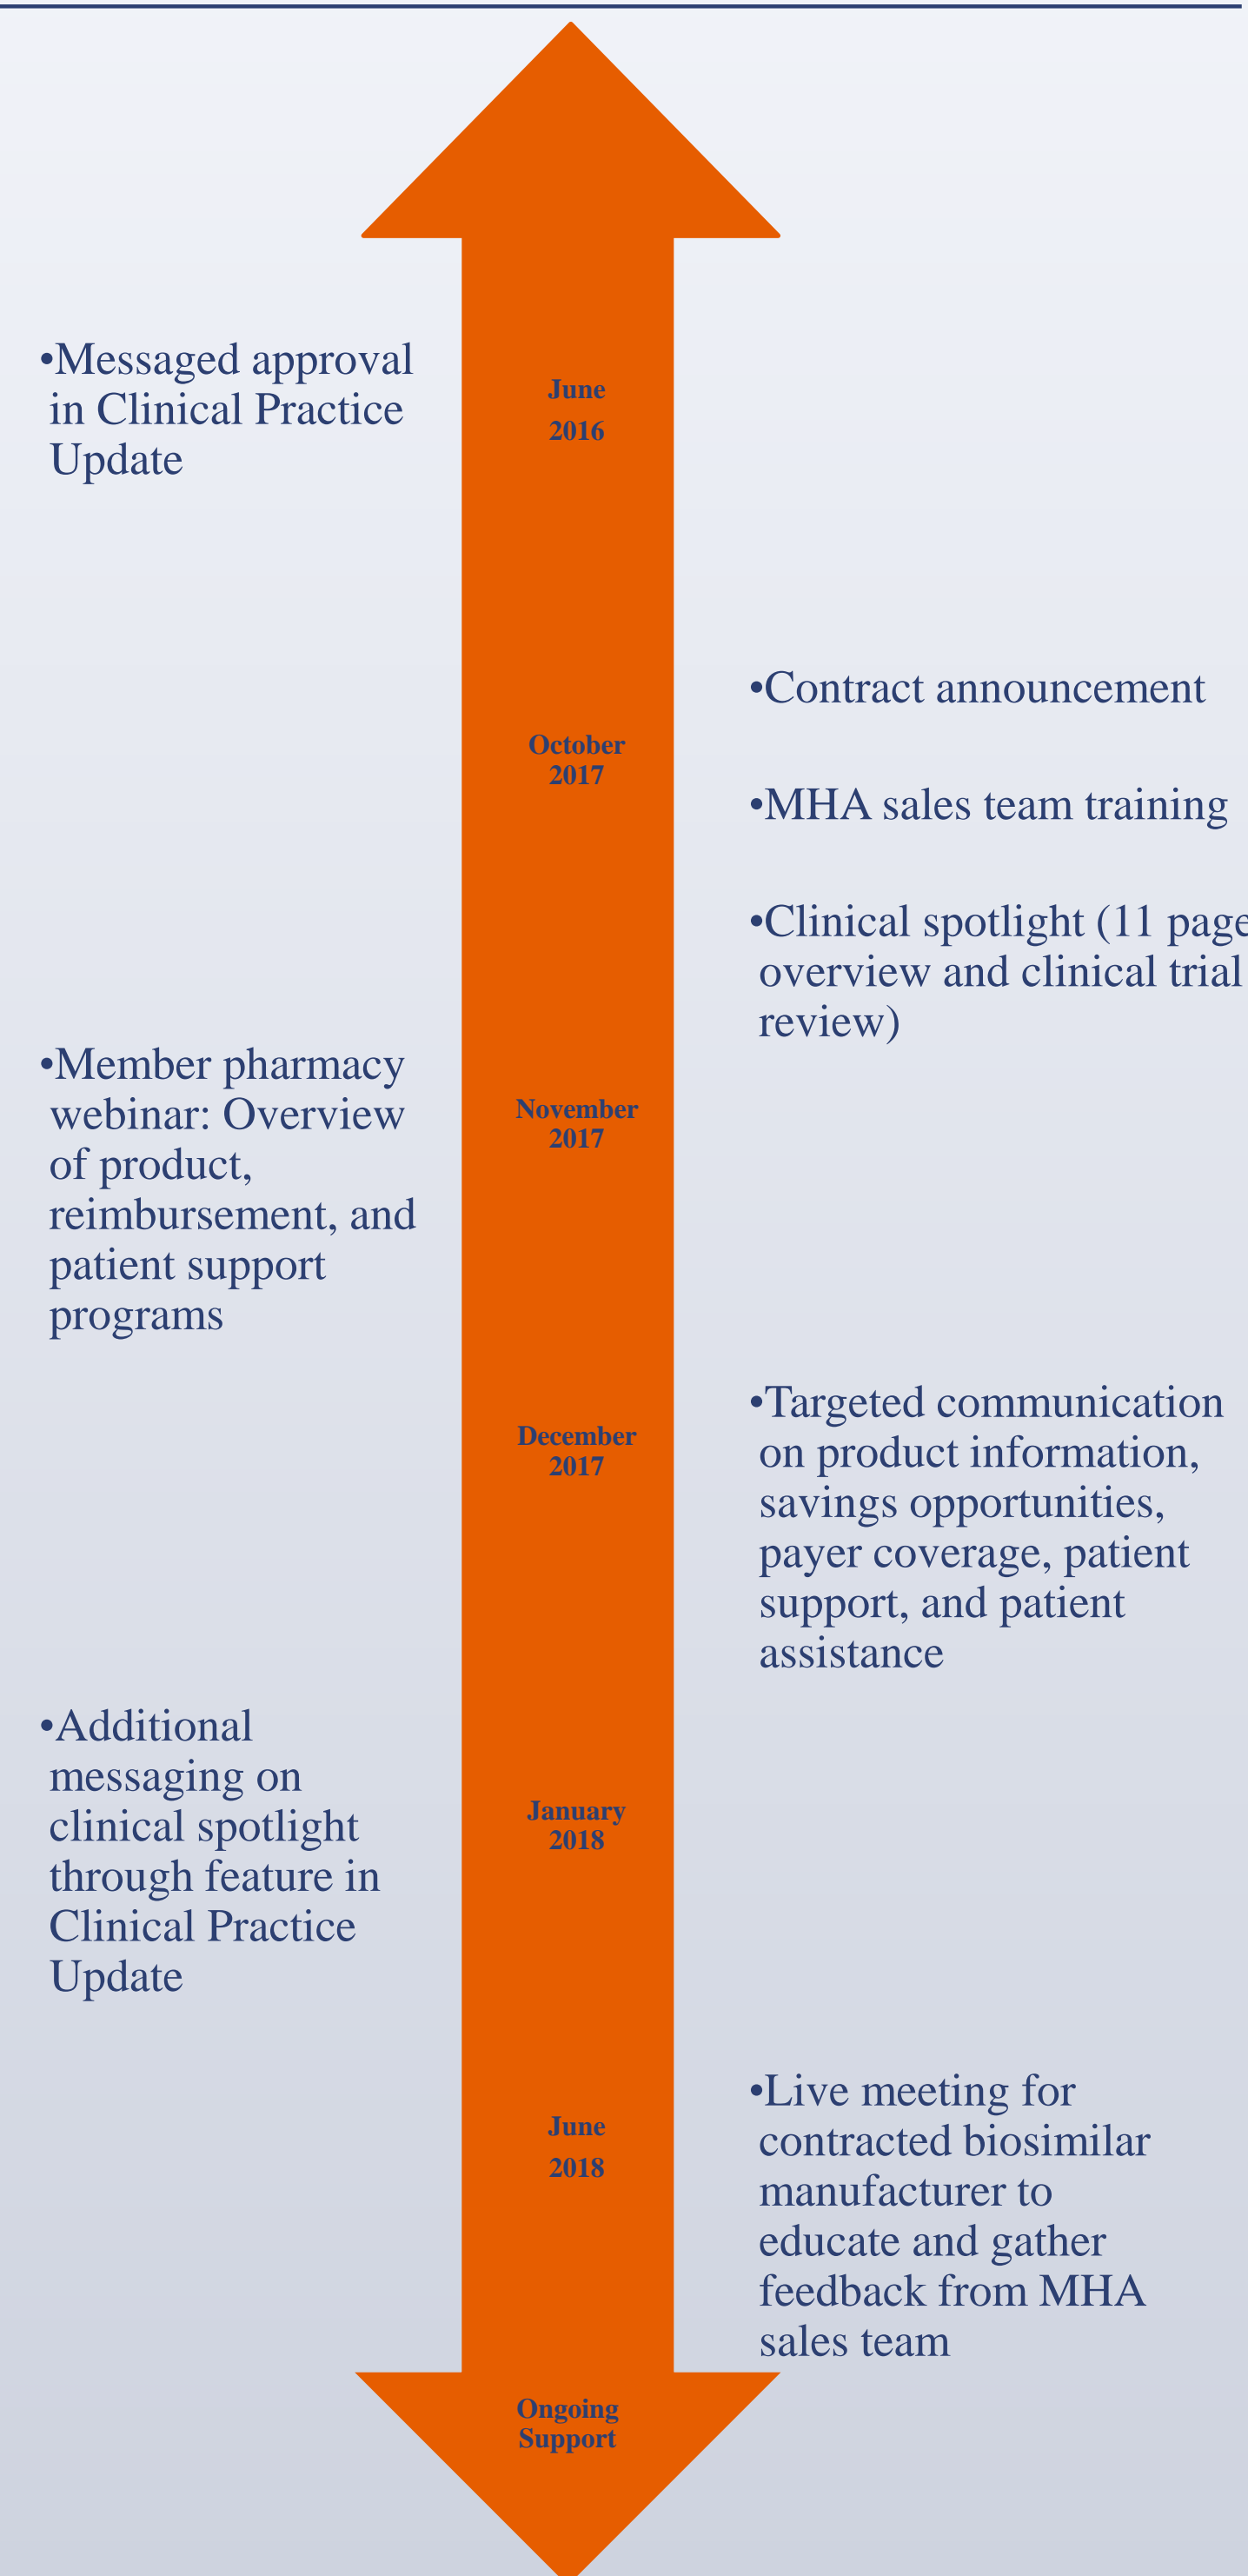 •Messaged approval
in Clinical Practice
Update
June
2016
•Contract announcement
•MHA sales team training
•Clinical spotlight (11 page
overview and clinical trial
review)
October
2017
•Member pharmacy
webinar: Overview
of product,
reimbursement, and
patient support
programs
November
2017
•Targeted communication
on product information,
savings opportunities,
payer coverage, patient
support, and patient
assistance
December
2017
•Additional
messaging on
clinical spotlight
through feature in
Clinical Practice
Update
January
2018
•Live meeting for
contracted biosimilar
manufacturer to
educate and gather
feedback from MHA
sales team
June
2018
Ongoing
Support